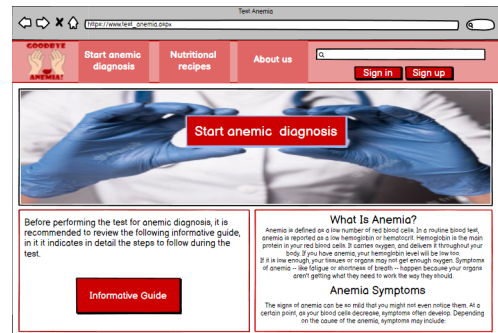 Test Anemia
https://www.test_anemia.okpx
GOODBYE
ANEMIA!
Start anemic
diagnosis
Nutritional
recipes
About us
Sign in
Sign up
Start anemic diagnosis
Before performing the test for anemic diagnosis, it is
recommended to review the following informative guide,
in it it indicates in detail the steps to follow during the
test.
Informative Guide
What Is Anemia?
Anemia is defined as a low number of red blood cells. In a routine blood test,
anemia is reported as a low hemoglobin or hematocrit. Hemoglobin is the main
protein in your red blood cells. It carries oxygen, and delivers it throughout your
body. If you have anemia, your hemoglobin level will be low too.
If it is low enough, your tissues or organs may not get enough oxygen. Symptoms
of anemia -- like fatigue or shortness of breath -- happen because your organs
aren't getting what they need to work the way they should.
Anemia Symptoms
The signs of anemia can be so mild that you might not even notice them. At a
certain point, as your blood cells decrease, symptoms often develop. Depending
on the cause of the anemia, symptoms may include: